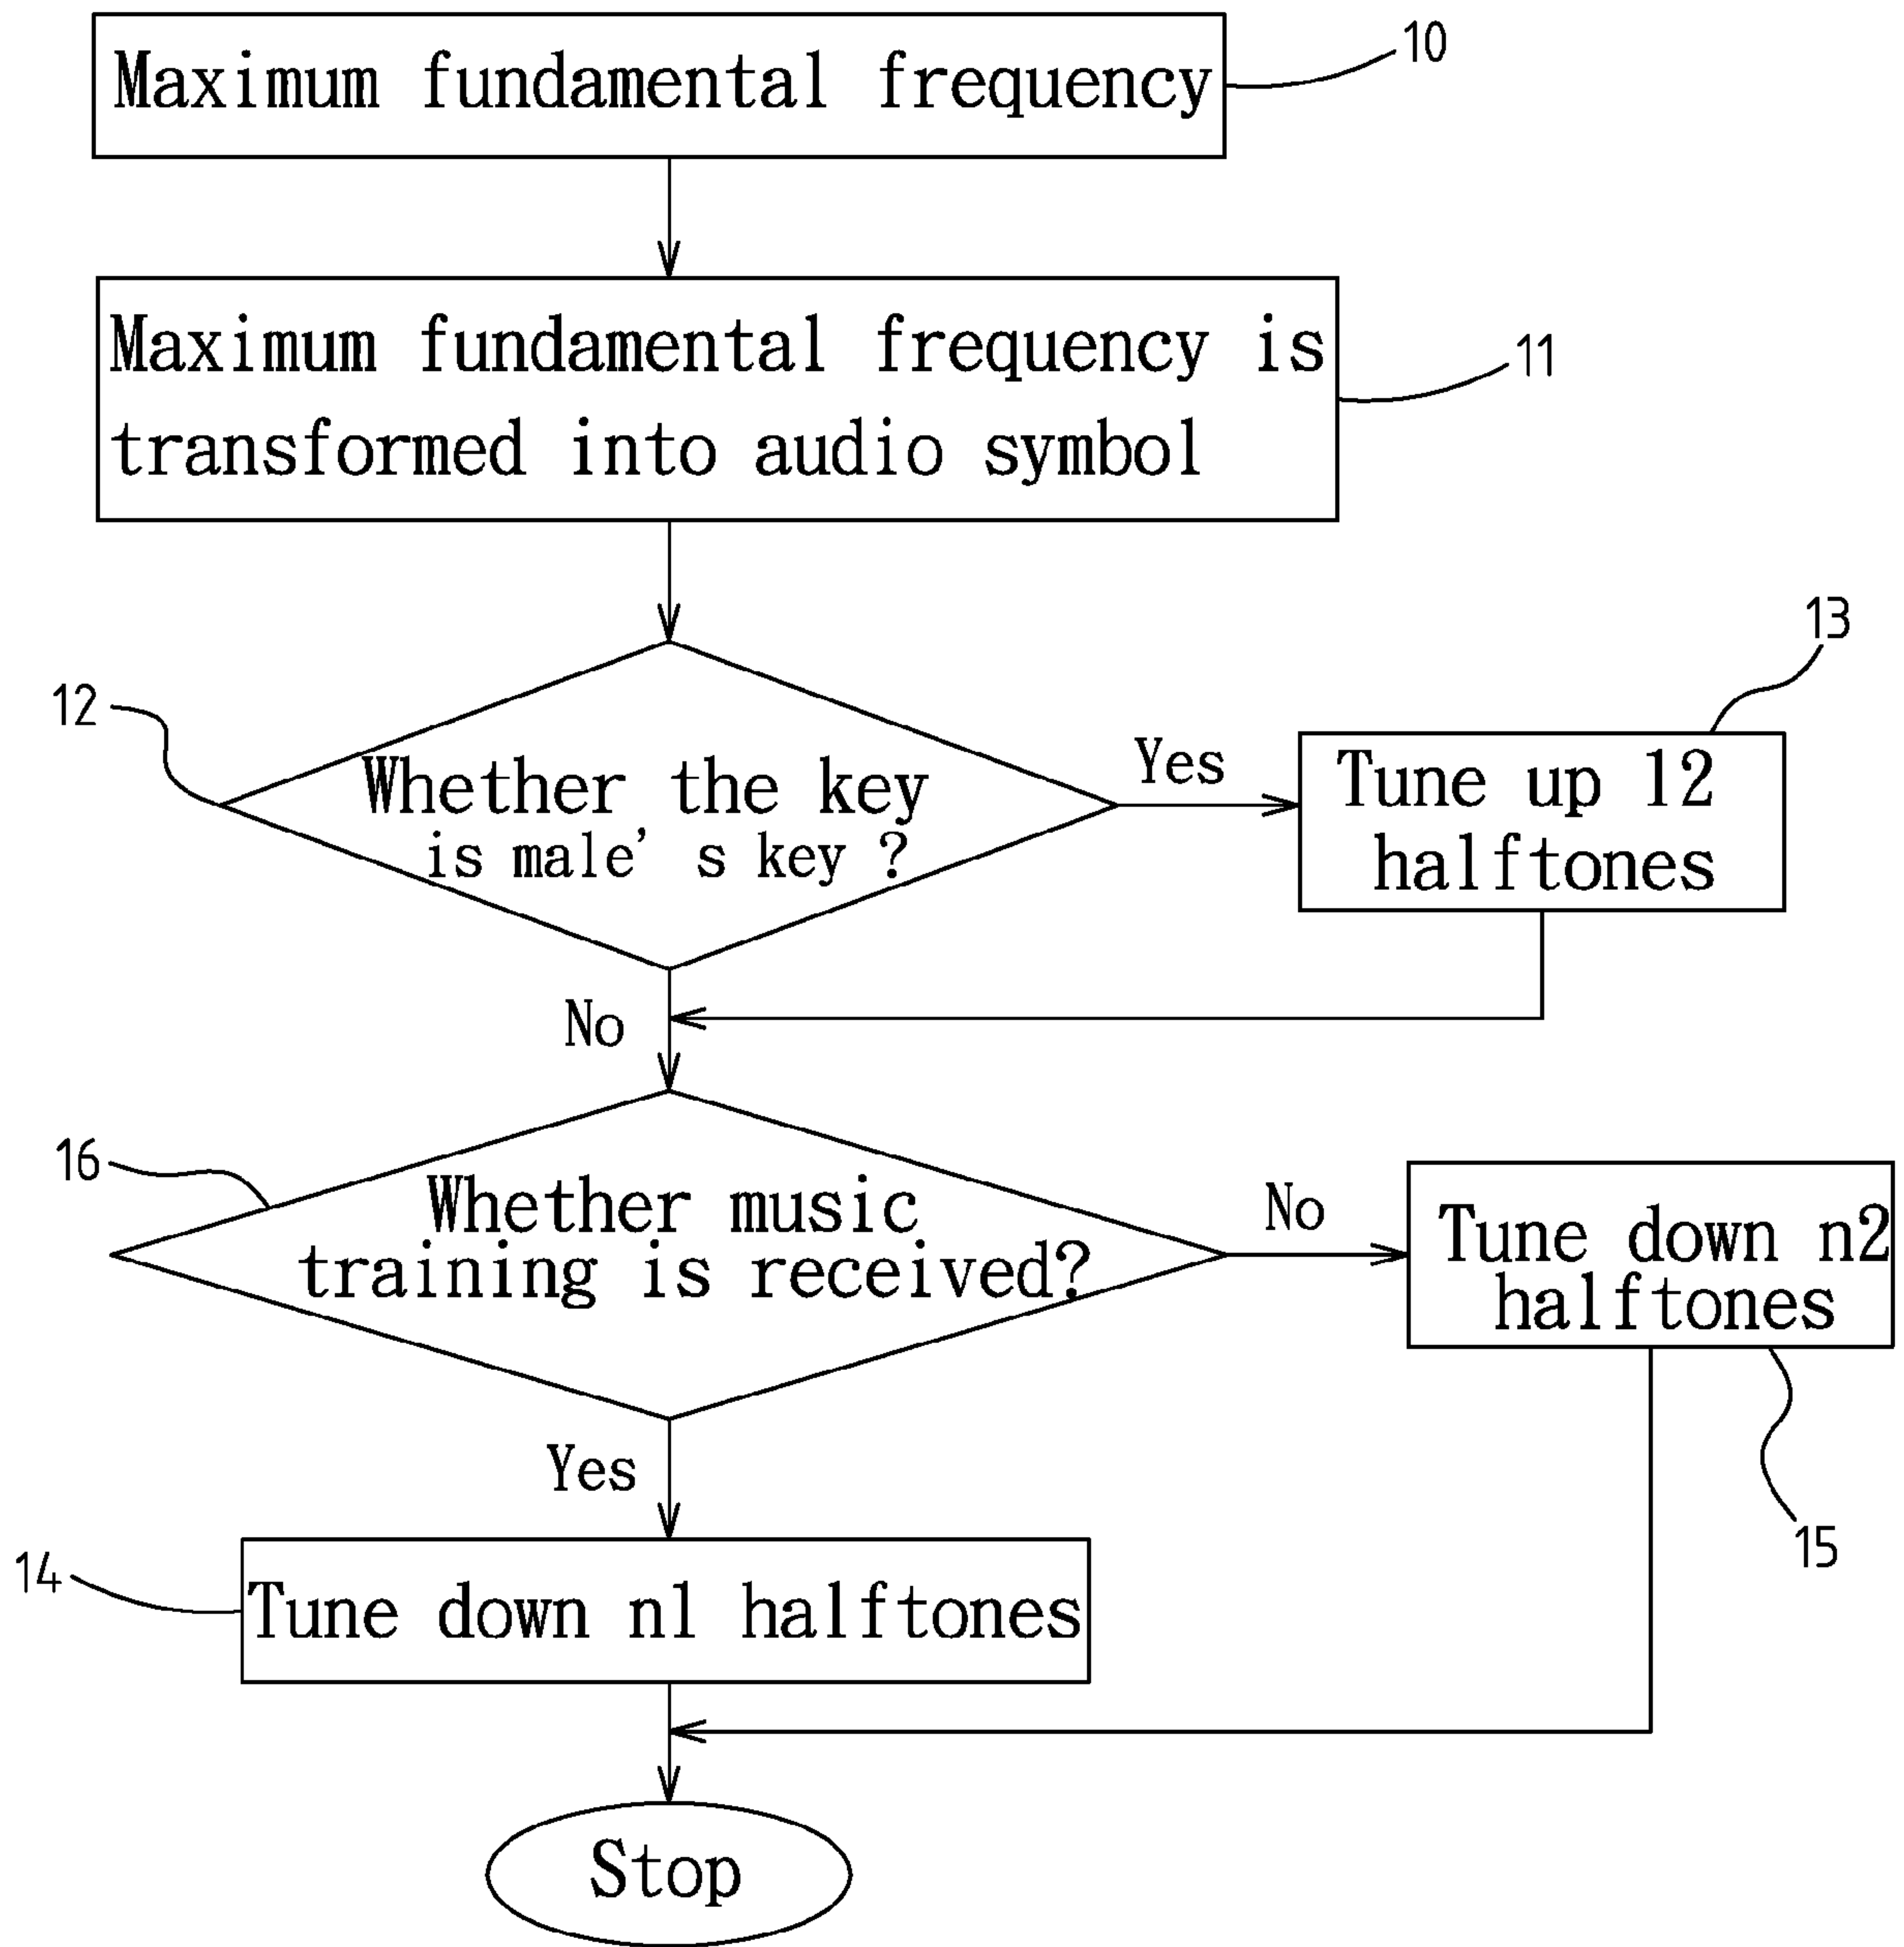 Maximum fundamental frequency
10
Maximum fundamental frequency is
transformed into audio symbol
11
12
Whether the key
is male's key ?
Yes
13
Tune up 12
halftones
No
16
Whether music
training is received?
No
Tune down n2
halftones
15
Yes
14
Tune down n1 halftones
Stop